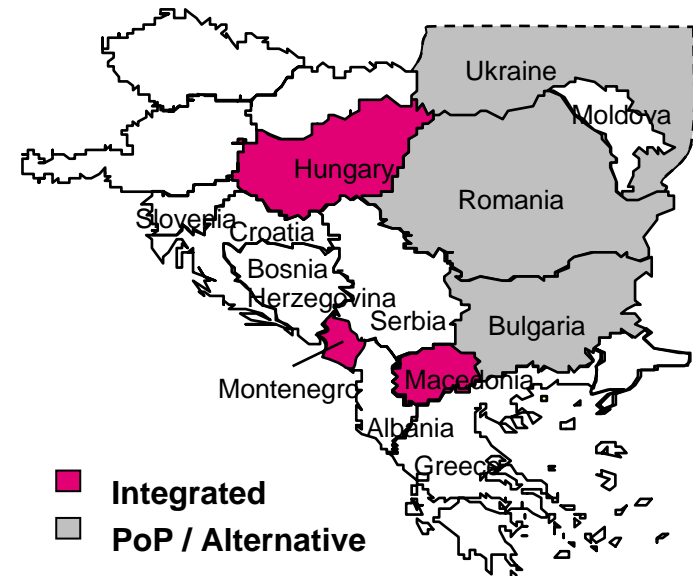 Ukraine
Moldova
Hungary
Romania
Slovenia
Croatia
Bosnia
Herzegovina
Serbia
Bulgaria
Montenegro
Macedonia
Albania
Greece
Integrated
PoP / Alternative